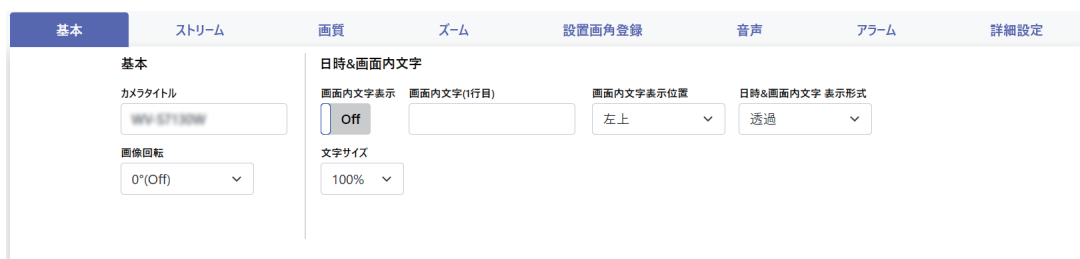 基本 ストリーム 画質 ズーム 設置画角登録 音声 アラーム 詳細設定
基本
カメラタイトル
画像回転
0°(Off)
日時&画面内文字
画面内文字表示 画面内文字(1行目) 画面内文字表示位置 日時&画面内文字 表示形式
Off 左上 透過
文字サイズ
100%